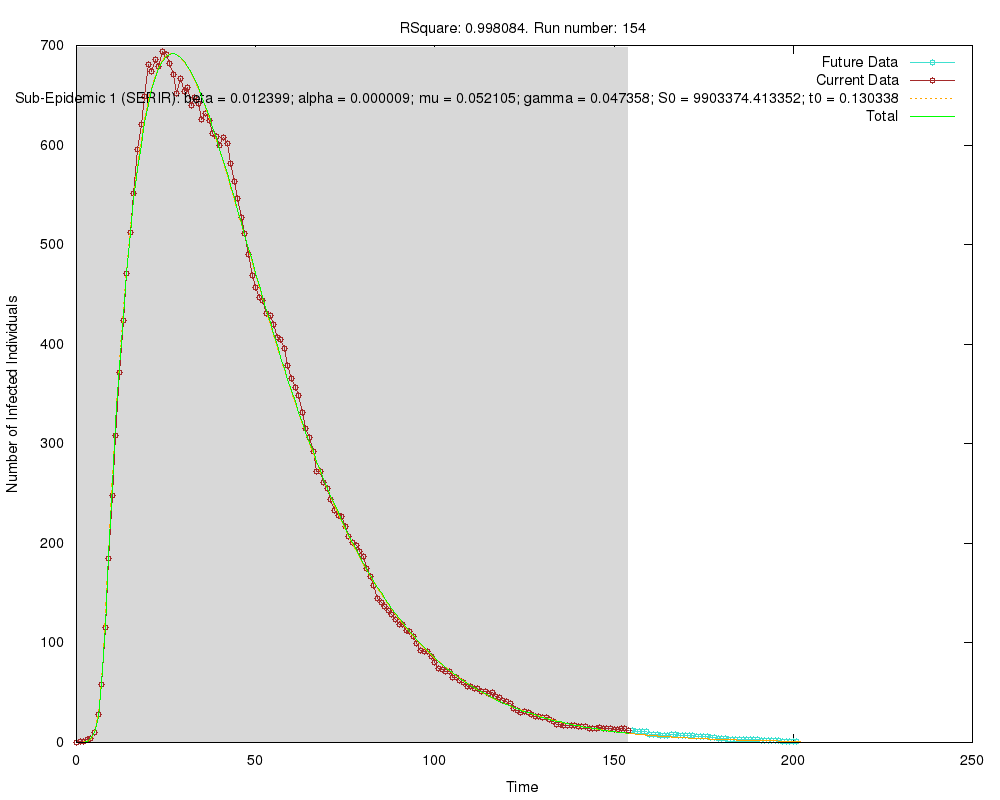 RSquare: 0.998084. Run number: 154
Future Data
Current Data
Sub-Epidemic 1 (SEIRIR): beta = 0.012399; alpha = 0.000009; mu = 0.052105; gamma = 0.047358; S0 = 9903374.413352; t0 = 0.130338
Total
Number of Infected Individuals
700
600
500
400
300
200
100
0
0
50
100
150
200
250
Time